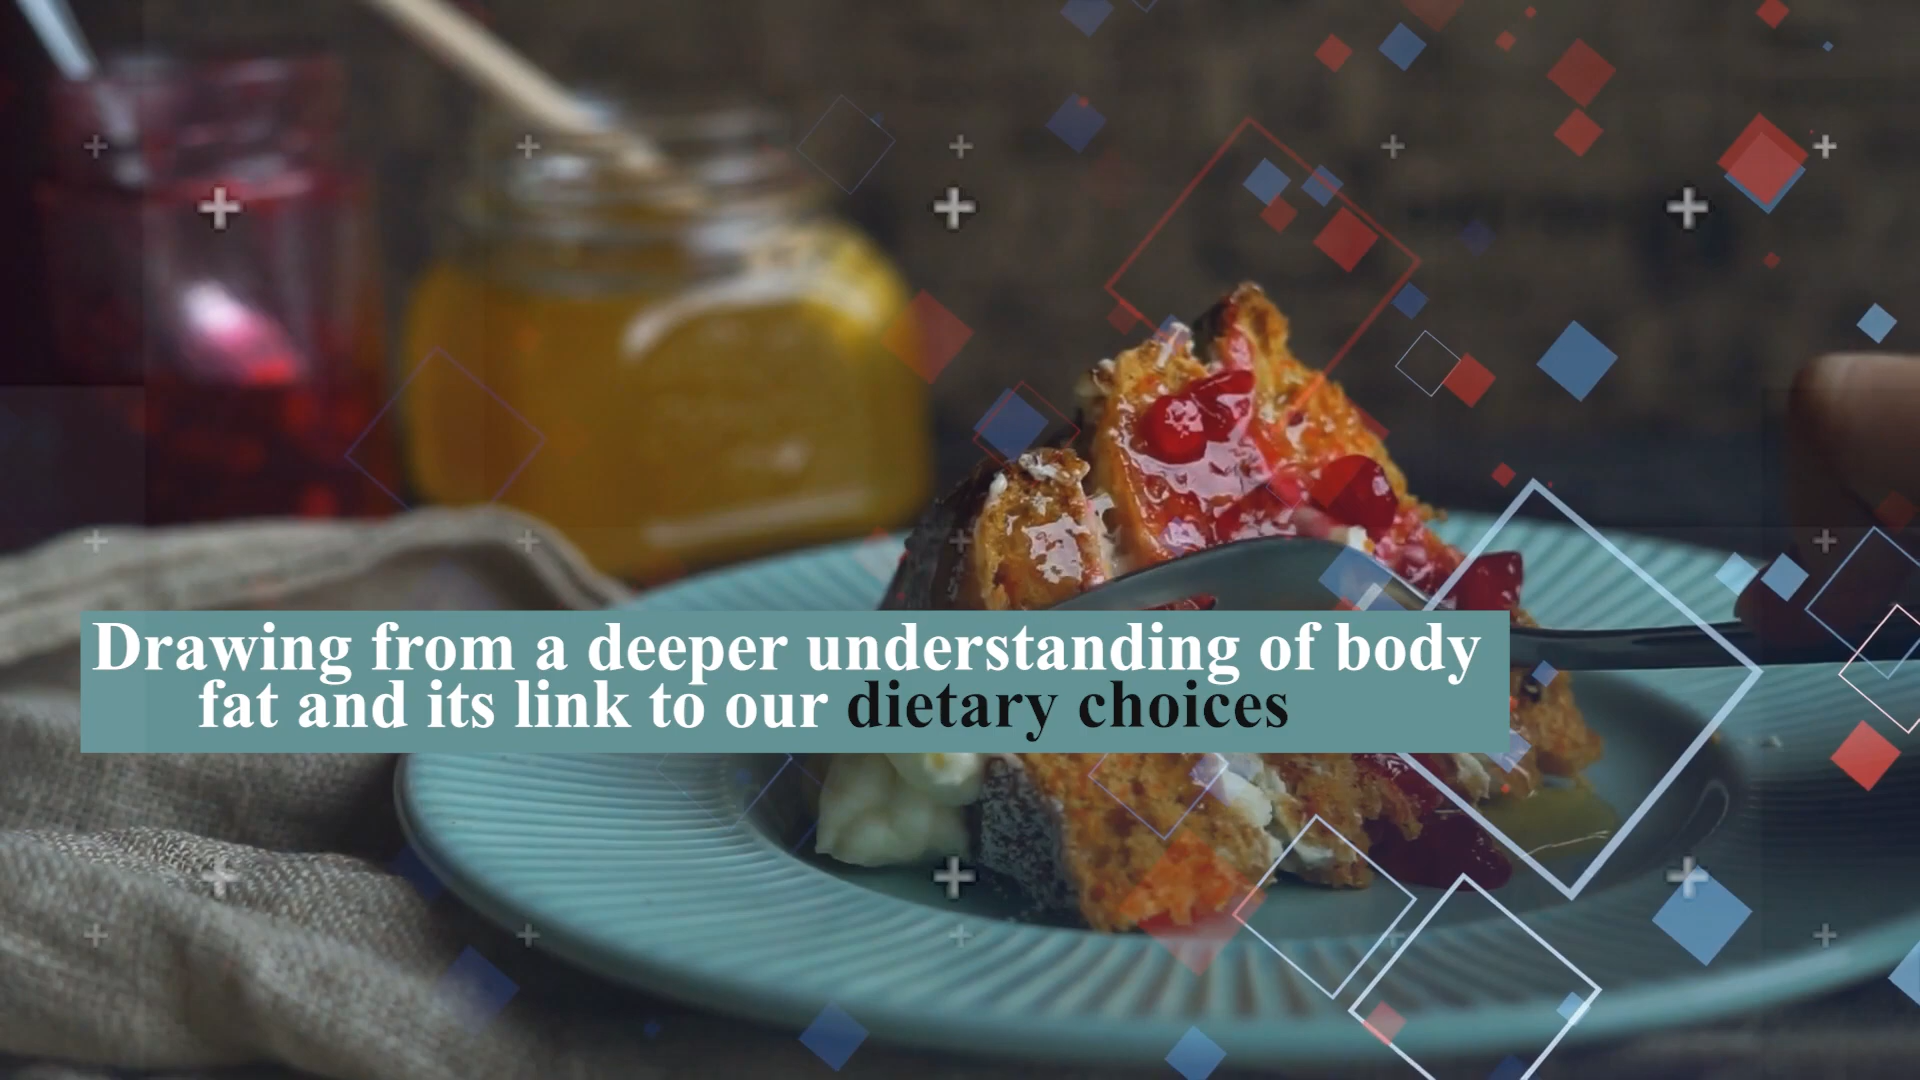 Drawing from a deeper understanding of body
fat and its link to our dietary choices